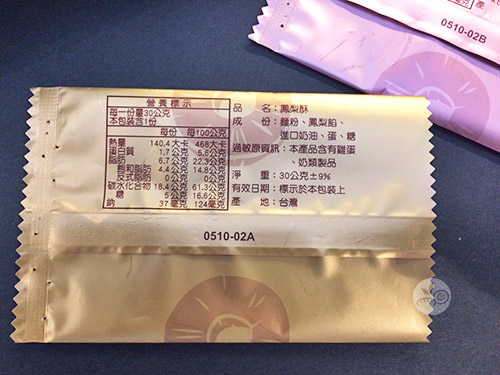 營養標示
每一份量30公克
本包裝含1份
每份 每100公克
熱量 140.4大卡 468大卡
蛋白質 1.7公克 5.6公克
脂肪 6.7公克 22.3公克
飽和脂肪 4.4公克 14.8公克
反式脂肪 0公克 0公克
碳水化合物 18.4公克 61.3公克
糖 5公克 16.6公克
鈉 37毫克 124毫克
品 名：鳳梨酥
成 份：麵粉、鳳梨餡、
進口奶油、蛋、糖
過敏原資訊：本產品含有雞蛋
、奶類製品
淨 重：30公克±9%
有效日期：標示於本包裝上
產 地：台灣
0510-02A
0510-02B